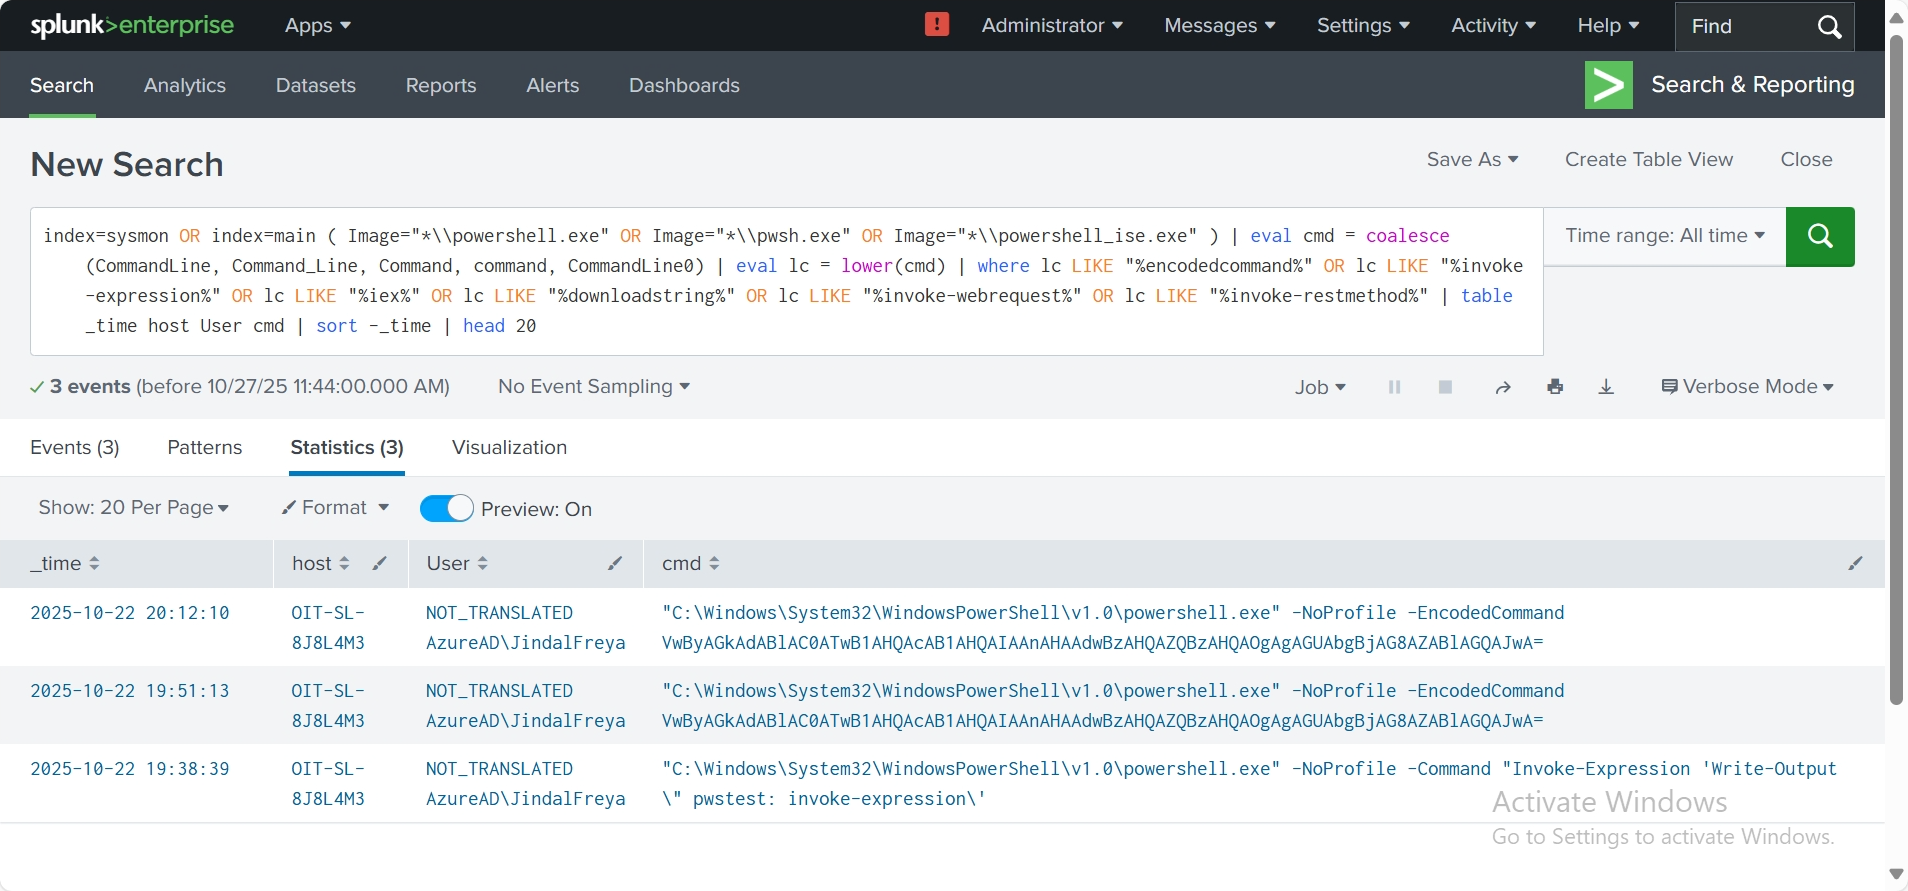 splunk>enterprise Apps ! Administrator Messages Settings Activity Help Find
Search Analytics Datasets Reports Alerts Dashboards > Search & Reporting
New Search Save As Create Table View Close
index=sysmon OR index=main ( Image="*\\powershell.exe" OR Image="*\\pwsh.exe" OR Image="*\\powershell_ise.exe" ) | eval cmd = coalesce Time range: All time
(CommandLine, Command_Line, Command, command, CommandLine0) | eval lc = lower(cmd) | where lc LIKE "%encodedcommand%" OR lc LIKE "%invoke
-expression%" OR lc LIKE "%iex%" OR lc LIKE "%downloadstring%" OR lc LIKE "%invoke-webrequest%" OR lc LIKE "%invoke-restmethod%" | table
_time host User cmd | sort -_time | head 20
3 events (before 10/27/25 11:44:00.000 AM) No Event Sampling Job Verbose Mode
Events (3) Patterns Statistics (3) Visualization
Show: 20 Per Page Format Preview: On
_time host User cmd
2025-10-22 20:12:10 OIT-SL- NOT_TRANSLATED "C:\Windows\System32\WindowsPowerShell\v1.0\powershell.exe" -NoProfile -EncodedCommand
8J8L4M3 AzureAD\JindalFreya VwByAGkAdABlAC0ATwB1AHQAcAB1AHQAIAAnAHAAdwBzAHQAZQBzAHQAOgAgAGUAbgBjAG8AZABlAGQAJwA=
2025-10-22 19:51:13 OIT-SL- NOT_TRANSLATED "C:\Windows\System32\WindowsPowerShell\v1.0\powershell.exe" -NoProfile -EncodedCommand
8J8L4M3 AzureAD\JindalFreya VwByAGkAdABlAC0ATwB1AHQAcAB1AHQAIAAnAHAAdwBzAHQAZQBzAHQAOgAgAGUAbgBjAG8AZABlAGQAJwA=
2025-10-22 19:38:39 OIT-SL- NOT_TRANSLATED "C:\Windows\System32\WindowsPowerShell\v1.0\powershell.exe" -NoProfile -Command "Invoke-Expression 'Write-Output
8J8L4M3 AzureAD\JindalFreya \" pwstest: invoke-expression\'
Activate Windows
Go to Settings to activate Windows.